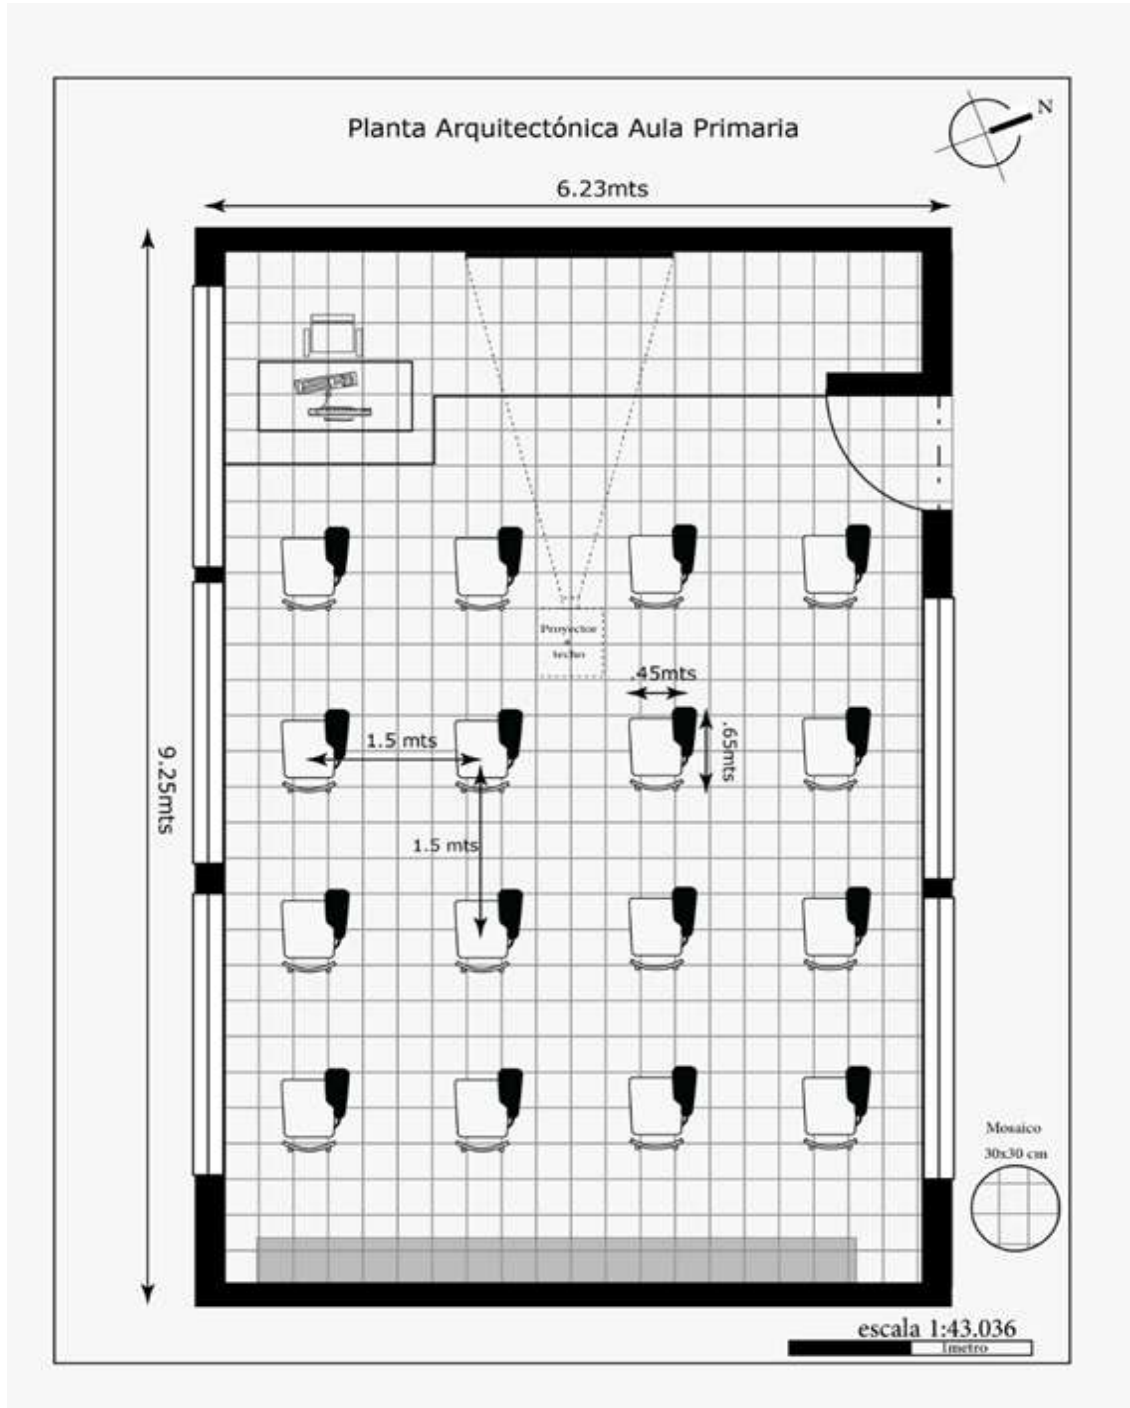 Planta Arquitectónica Aula Primaria
N
6.23mts
9.25mts
Proyector
a
techo
.45mts
.65mts
1.5 mts
1.5 mts
Mosaico
30x30 cm
escala 1:43.036
1metro